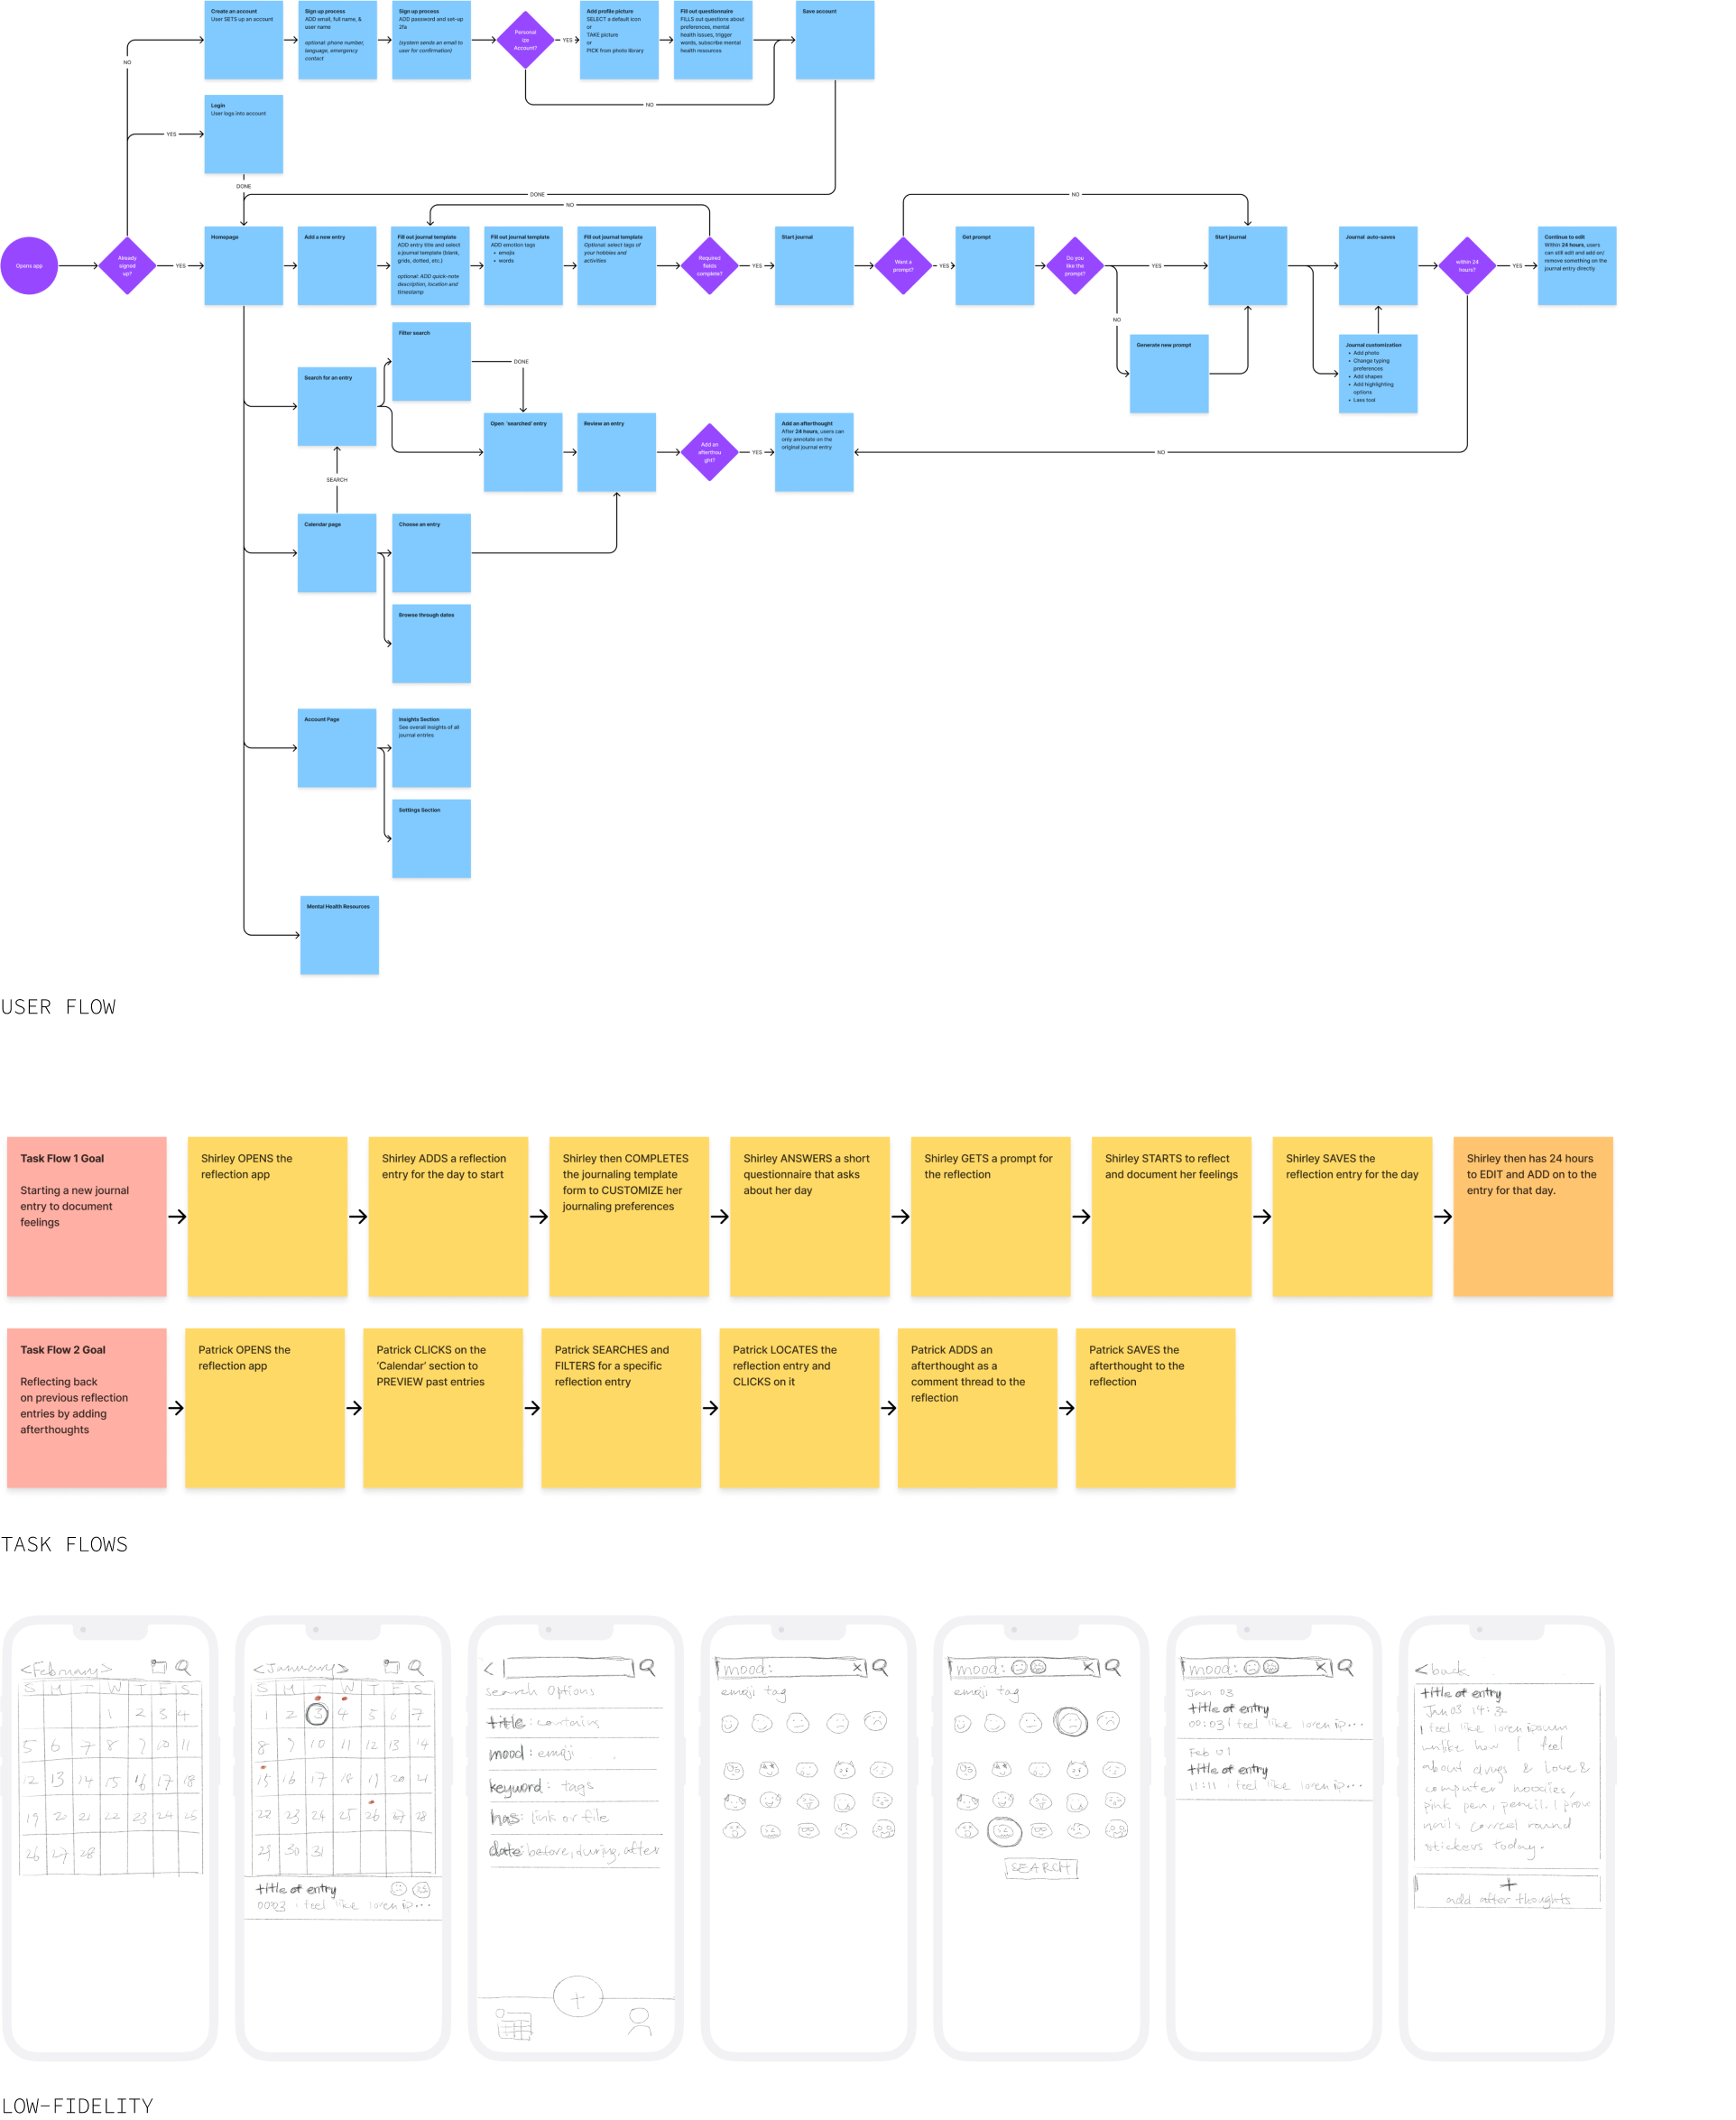 Create an account
User SETS up an account
Sign up process
ADD email, full name, &
user name
optional: phone number,
language, emergency
contact
Sign up process
ADD password and set-up
2fa
(system sends an email to
user for confirmation)
Personal
ize
Account?
YES
Add profile picture
SELECT a default icon
or
TAKE picture
or
PICK from photo library
Fill out questionnaire
FILLS out questions about
preferences, mental
health issues, trigger
words, subscribe mental
health resources
Save account
NO
NO
Login
User logs into account
YES
DONE
DONE
NO
NO
Opens app
Already
signed
up?
YES
Homepage
Add a new entry
Fill out journal template
ADD entry title and select
a journal template (blank,
grids, dotted, etc.)
optional: ADD quick-note
description, location and
timestamp
Fill out journal template
ADD emotion tags
• emojis
• words
Fill out journal template
Optional: select tags of
your hobbies and
activities
Required
fields
complete?
YES
Start journal
Want a
prompt?
YES
Get prompt
Do you
like the
prompt?
YES
Start journal
Journal auto-saves
within 24
hours?
YES
Continue to edit
Within 24 hours, users
can still edit and add on/
remove something on the
journal entry directly
NO
Generate new prompt
Journal customization
• Add photo
• Change typing
preferences
• Add shapes
• Add highlighting
options
• Lass tool
Filter search
DONE
Search for an entry
Open 'searched' entry
Review an entry
Add an
afterthou
ght?
YES
Add an afterthought
After 24 hours, users can
only annotate on the
original journal entry
NO
SEARCH
Calendar page
Choose an entry
Browse through dates
Account Page
Insights Section
See overall insights of all
journal entries
Settings Section
Mental Health Resources
USER FLOW
Task Flow 1 Goal
Starting a new journal
entry to document
feelings
Shirley OPENS the
reflection app
Shirley ADDS a reflection
entry for the day to start
Shirley then COMPLETES
the journaling template
form to CUSTOMIZE her
journaling preferences
Shirley ANSWERS a short
questionnaire that asks
about her day
Shirley GETS a prompt for
the reflection
Shirley STARTS to reflect
and document her feelings
Shirley SAVES the
reflection entry for the day
Shirley then has 24 hours
to EDIT and ADD on to the
entry for that day.
Task Flow 2 Goal
Reflecting back
on previous reflection
entries by adding
afterthoughts
Patrick OPENS the
reflection app
Patrick CLICKS on the
‘Calendar’ section to
PREVIEW past entries
Patrick SEARCHES and
FILTERS for a specific
reflection entry
Patrick LOCATES the
reflection entry and
CLICKS on it
Patrick ADDS an
afterthought as a
comment thread to the
reflection
Patrick SAVES the
afterthought to the
reflection
TASK FLOWS
<February>
S M T W T F S
1 2 3 4
5 6 7 8 9 10 11
12 13 14 15 16 17 18
19 20 21 22 23 24 25
26 27 28
<January>
S M T W T F S
1 2 3 4 5 6 7
8 9 10 11 12 13 14
15 16 17 18 19 20 21
22 23 24 25 26 27 28
29 30 31
title of entry
00:03 i feel like lorem ip...
<
search options
title: contains
mood: emoji
keyword: tags
has: link or file
date: before, during, after
+
mood: X
emoji tag
mood: X
emoji tag
SEARCH
mood: X
Jan 03
title of entry
00:03 i feel like lorem ip...
Feb 01
title of entry
11:11 i feel like lorem ip...
<back
title of entry
Jan 03 14:32
I feel like lorem ipsum
unlike how I feel
about drugs & love &
computer hoodies,
pink pen, pencil, I prove
nails correct round
stickers today.
+
add after thoughts
LOW-FIDELITY